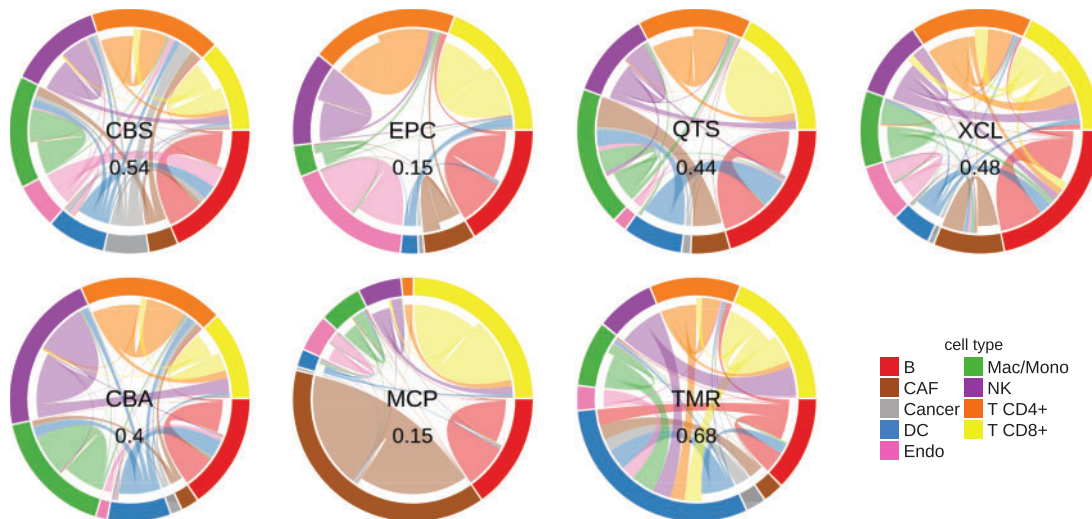 CBS
0.54
EPC
0.15
QTS
0.44
XCL
0.48
CBA
0.4
MCP
0.15
TMR
0.68
cell type
B
CAF
Cancer
DC
Endo
Mac/Mono
NK
T CD4+
T CD8+